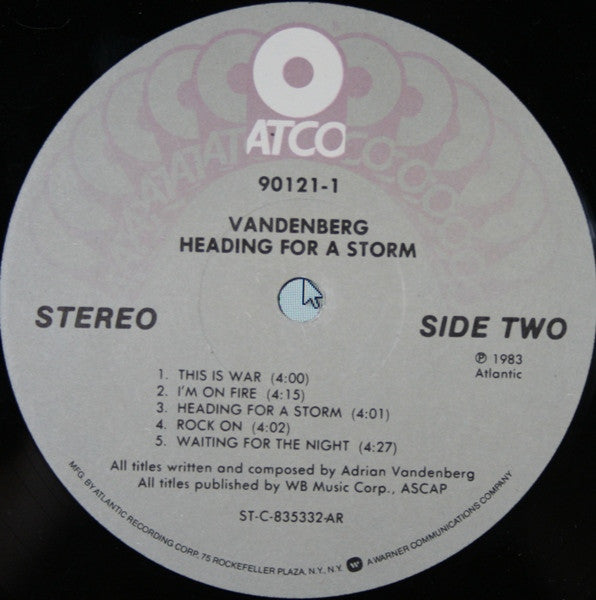 ATCO
90121-1
VANDENBERG
HEADING FOR A STORM
STEREO
SIDE TWO
℗ 1983
Atlantic
1. THIS IS WAR (4:00)
2. I'M ON FIRE (4:15)
3. HEADING FOR A STORM (4:01)
4. ROCK ON (4:02)
5. WAITING FOR THE NIGHT (4:27)
All titles written and composed by Adrian Vandenberg
All titles published by WB Music Corp., ASCAP
ST-C-835332-AR
MFG. BY ATLANTIC RECORDING CORP. 75 ROCKEFELLER PLAZA, N.Y., N.Y. W A WARNER COMMUNICATIONS COMPANY